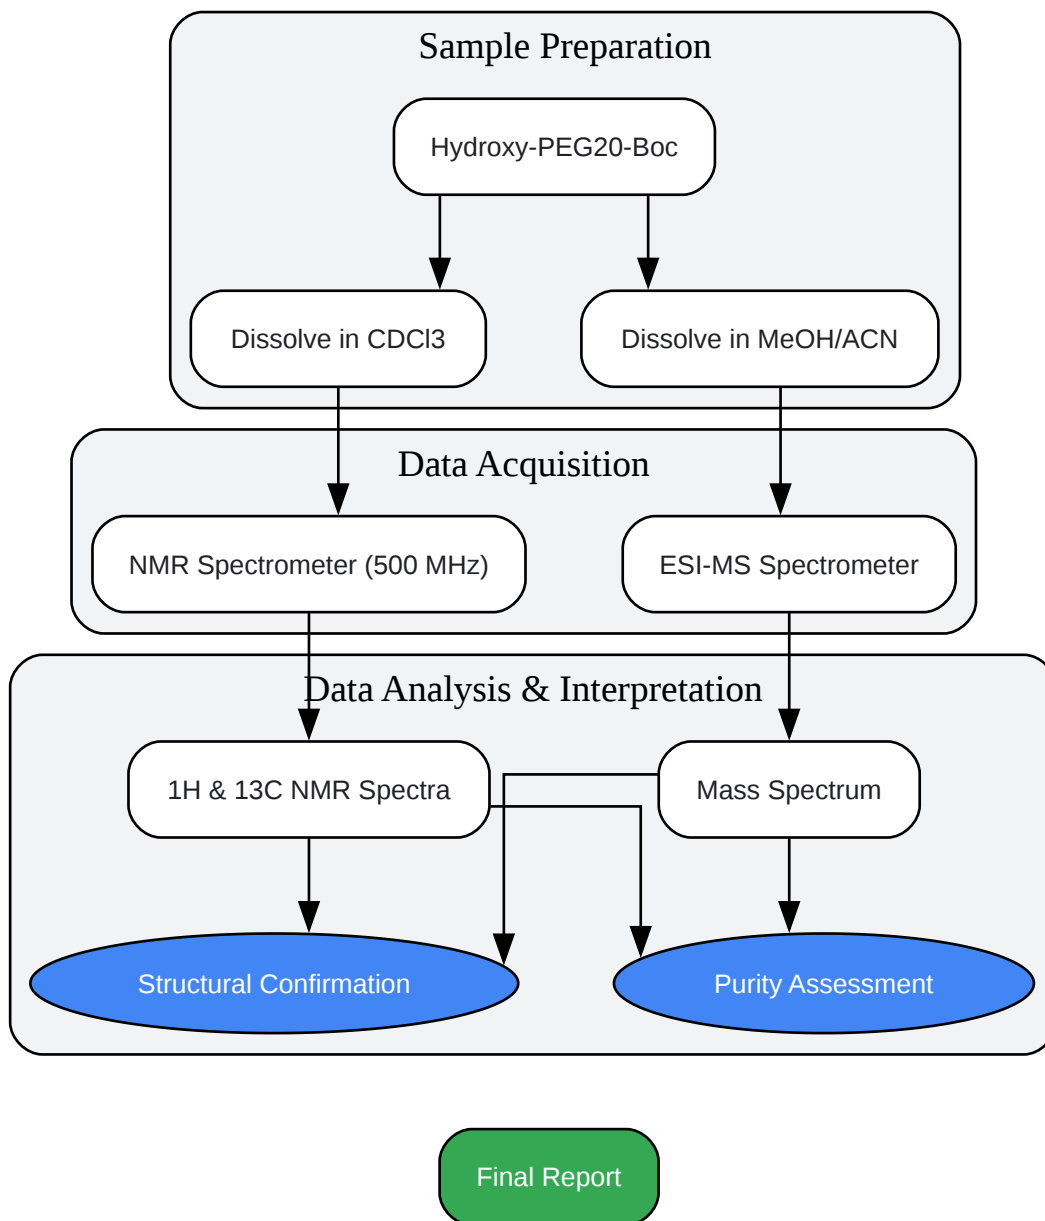 Sample Preparation
Hydroxy-PEG20-Boc
Dissolve in CDCl3
Dissolve in MeOH/ACN
Data Acquisition
NMR Spectrometer (500 MHz)
ESI-MS Spectrometer
Data Analysis & Interpretation
1H & 13C NMR Spectra
Mass Spectrum
Structural Confirmation
Purity Assessment
Final Report